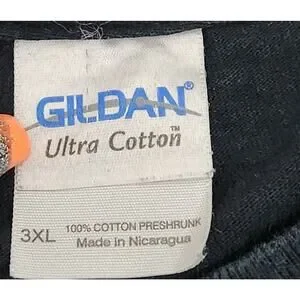 GILDAN®
Ultra Cotton™
3XL 100% COTTON PRESHRUNK
Made in Nicaragua